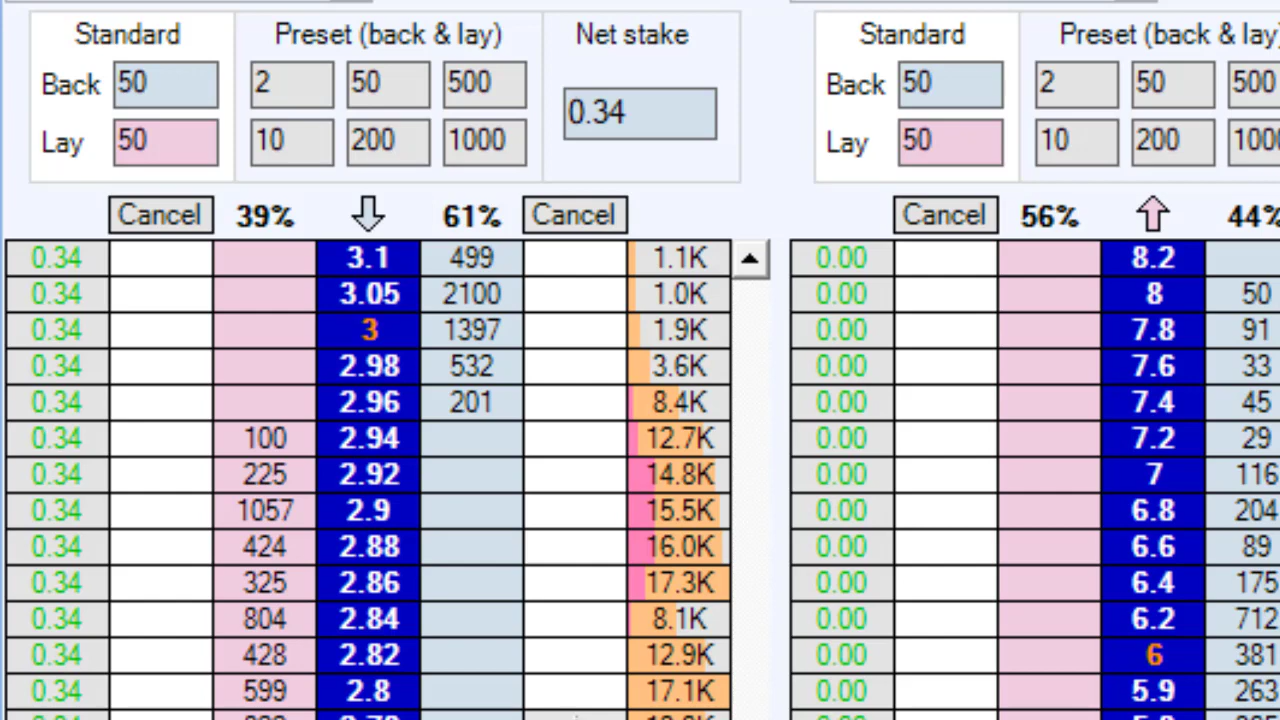 Standard Preset (back & lay) Net stake Standard Preset (back & lay
Back 50 2 50 500 0.34 Back 50 2 50 500
Lay 50 10 200 1000 Lay 50 10 200
Cancel 39% 61% Cancel Cancel 56% 44%
0.34 3.1 499 1.1K 0.00 8.2
0.34 3.05 2100 1.0K 0.00 8 50
0.34 3 1397 1.9K 0.00 7.8 91
0.34 2.98 532 3.6K 0.00 7.6 33
0.34 2.96 201 8.4K 0.00 7.4 45
0.34 100 2.94 12.7K 0.00 7.2 29
0.34 225 2.92 14.8K 0.00 7 116
0.34 1057 2.9 15.5K 0.00 6.8 204
0.34 424 2.88 16.0K 0.00 6.6 89
0.34 325 2.86 17.3K 0.00 6.4 175
0.34 804 2.84 8.1K 0.00 6.2 712
0.34 428 2.82 12.9K 0.00 6 381
0.34 599 2.8 17.1K 0.00 5.9 263